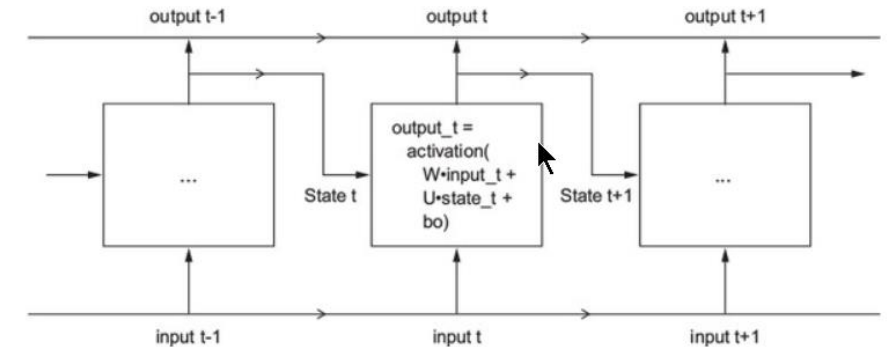 output t-1
output t
output t+1
...
output_t =
activation(
W•input_t +
U•state_t +
bo)
...
State t
State t+1
input t-1
input t
input t+1